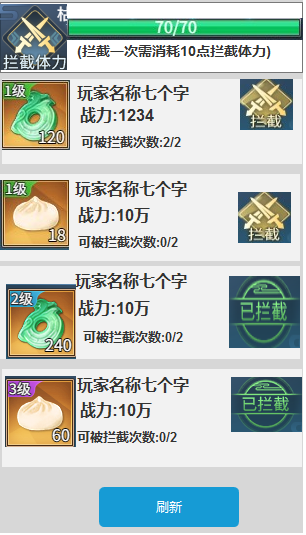 70/70
拦截体力
(拦截一次需消耗10点拦截体力)
1级
120
玩家名称七个字
战力:1234
可被拦截次数:2/2
拦截
1级
18
玩家名称七个字
战力:10万
可被拦截次数:0/2
拦截
2级
240
玩家名称七个字
战力:10万
可被拦截次数:0/2
已拦截
3级
60
玩家名称七个字
战力:10万
可被拦截次数:0/2
已拦截
刷新